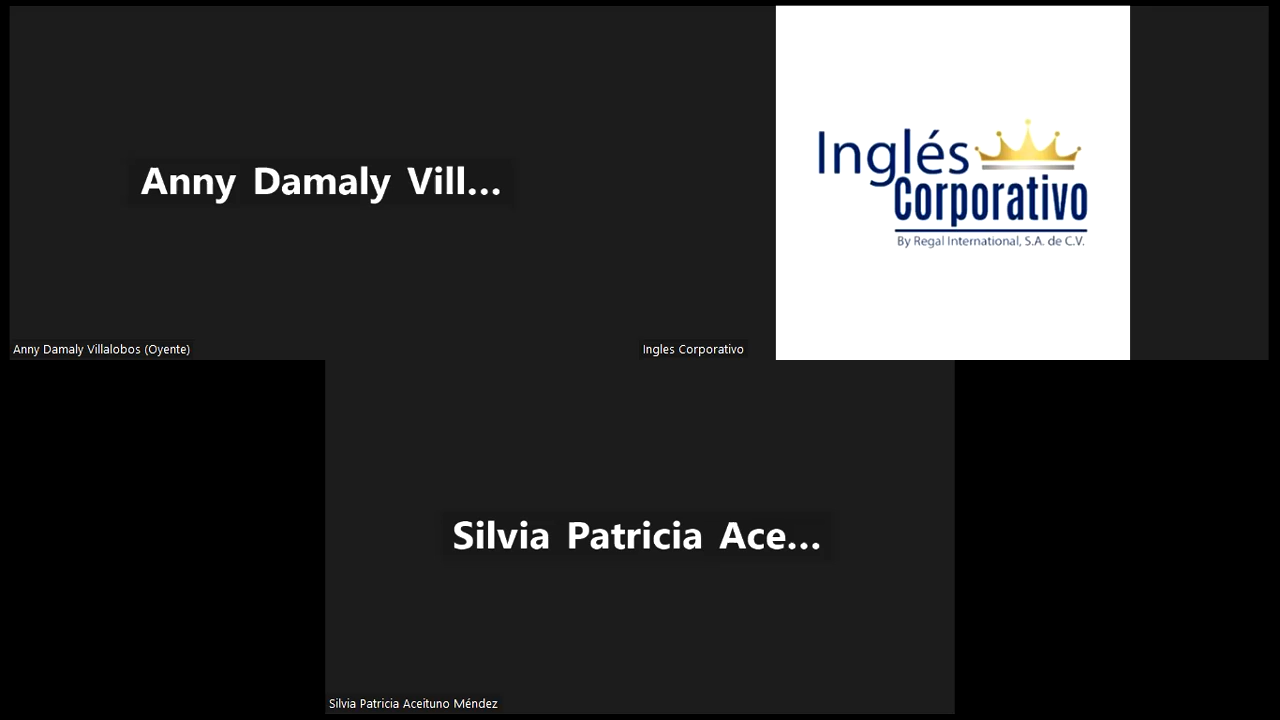 Anny Damaly Vill...
Anny Damaly Villalobos (Oyente)
Inglés
Corporativo
By Regal International, S.A. de C.V.
Ingles Corporativo
Silvia Patricia Ace...
Silvia Patricia Aceituno Méndez